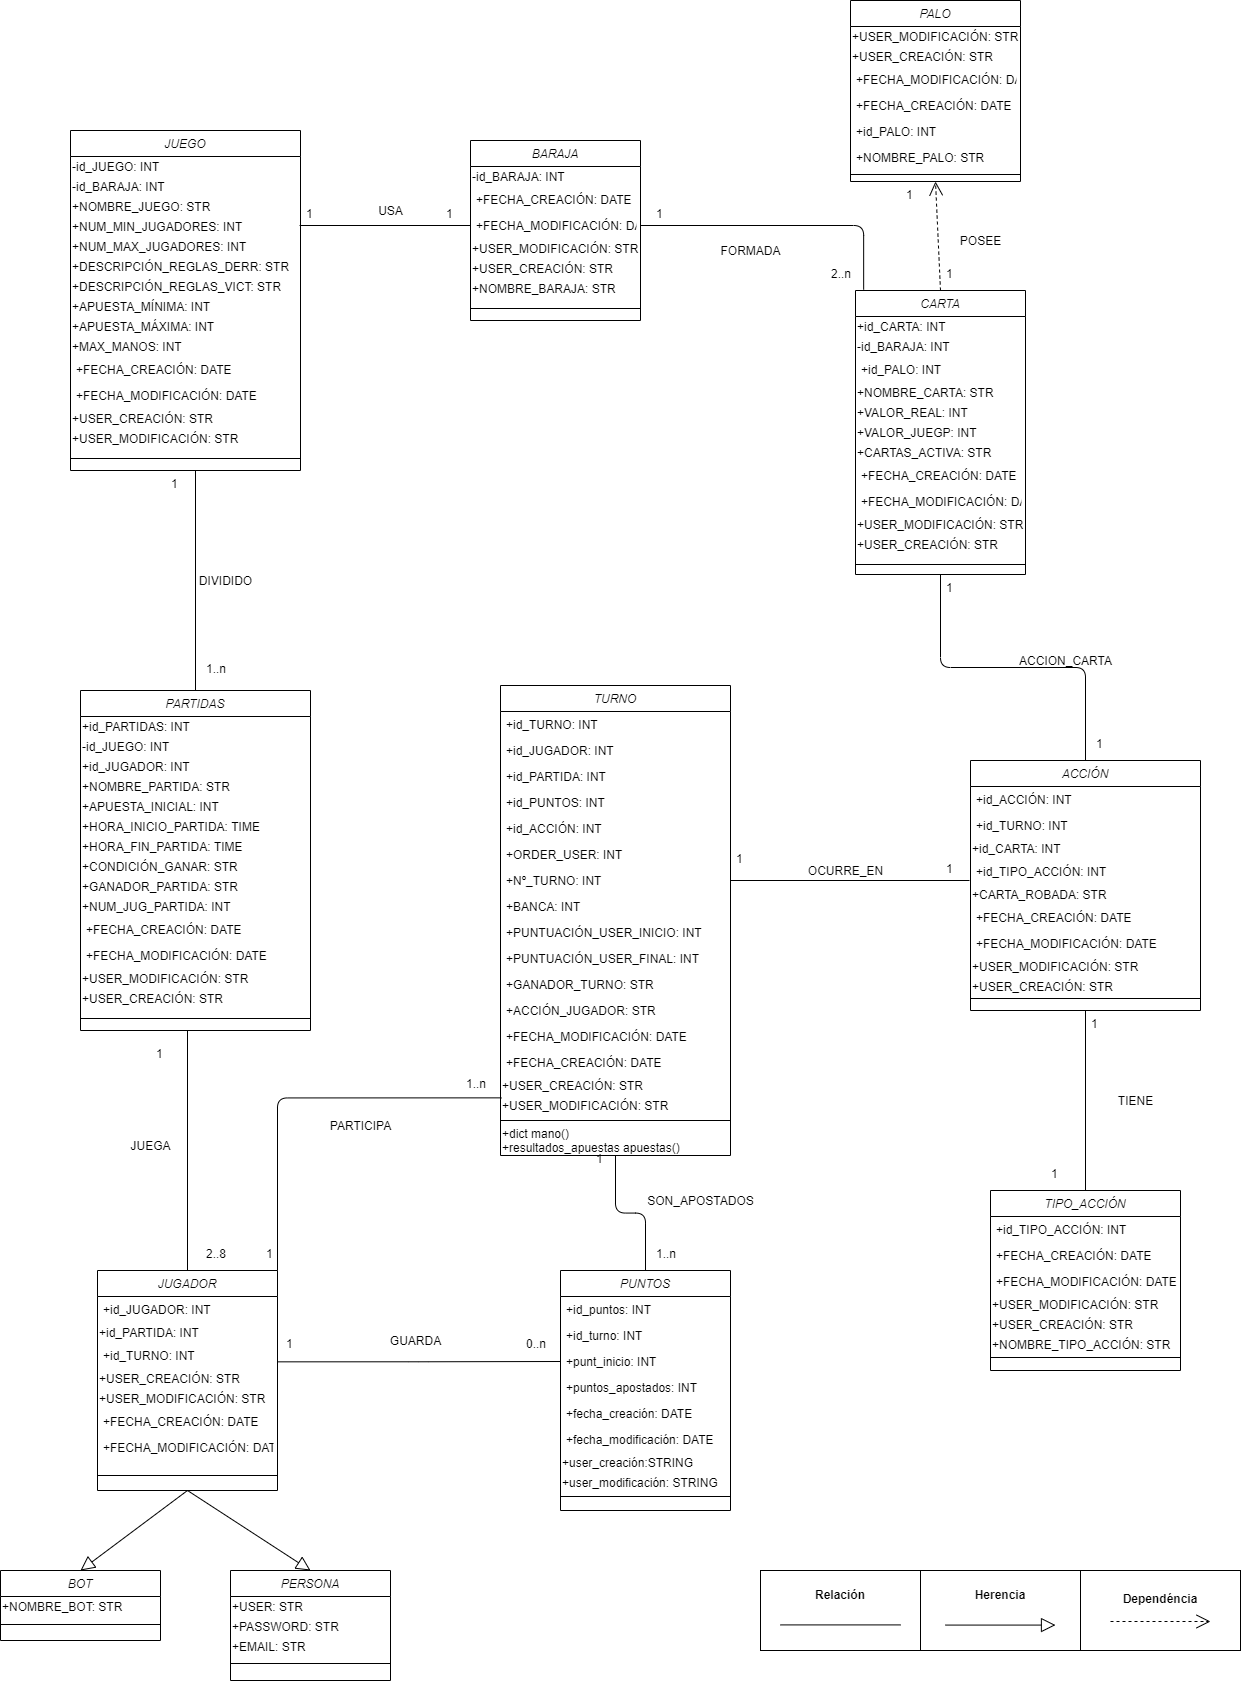 PALO
+USER_MODIFICACIÓN: STR
+USER_CREACIÓN: STR
+FECHA_MODIFICACIÓN: DA
+FECHA_CREACIÓN: DATE
+id_PALO: INT
+NOMBRE_PALO: STR
JUEGO
-id_JUEGO: INT
-id_BARAJA: INT
+NOMBRE_JUEGO: STR
+NUM_MIN_JUGADORES: INT
+NUM_MAX_JUGADORES: INT
+DESCRIPCIÓN_REGLAS_DERR: STR
+DESCRIPCIÓN_REGLAS_VICT: STR
+APUESTA_MÍNIMA: INT
+APUESTA_MÁXIMA: INT
+MAX_MANOS: INT
+FECHA_CREACIÓN: DATE
+FECHA_MODIFICACIÓN: DATE
+USER_CREACIÓN: STR
+USER_MODIFICACIÓN: STR
1
USA
1
BARAJA
-id_BARAJA: INT
+FECHA_CREACIÓN: DATE
+FECHA_MODIFICACIÓN: DA
+USER_MODIFICACIÓN: STR
+USER_CREACIÓN: STR
+NOMBRE_BARAJA: STR
1
FORMADA
2..n
1
POSEE
1
CARTA
+id_CARTA: INT
-id_BARAJA: INT
+id_PALO: INT
+NOMBRE_CARTA: STR
+VALOR_REAL: INT
+VALOR_JUEGP: INT
+CARTAS_ACTIVA: STR
+FECHA_CREACIÓN: DATE
+FECHA_MODIFICACIÓN: DA
+USER_MODIFICACIÓN: STR
+USER_CREACIÓN: STR
1
DIVIDIDO
1..n
1
ACCION_CARTA
1
PARTIDAS
+id_PARTIDAS: INT
-id_JUEGO: INT
+id_JUGADOR: INT
+NOMBRE_PARTIDA: STR
+APUESTA_INICIAL: INT
+HORA_INICIO_PARTIDA: TIME
+HORA_FIN_PARTIDA: TIME
+CONDICIÓN_GANAR: STR
+GANADOR_PARTIDA: STR
+NUM_JUG_PARTIDA: INT
+FECHA_CREACIÓN: DATE
+FECHA_MODIFICACIÓN: DATE
+USER_MODIFICACIÓN: STR
+USER_CREACIÓN: STR
TURNO
+id_TURNO: INT
+id_JUGADOR: INT
+id_PARTIDA: INT
+id_PUNTOS: INT
+id_ACCIÓN: INT
+ORDER_USER: INT
+Nº_TURNO: INT
+BANCA: INT
+PUNTUACIÓN_USER_INICIO: INT
+PUNTUACIÓN_USER_FINAL: INT
+GANADOR_TURNO: STR
+ACCIÓN_JUGADOR: STR
+FECHA_MODIFICACIÓN: DATE
+FECHA_CREACIÓN: DATE
+USER_CREACIÓN: STR
+USER_MODIFICACIÓN: STR
+dict mano()
+resultados_apuestas apuestas()
1
OCURRE_EN
1
ACCIÓN
+id_ACCIÓN: INT
+id_TURNO: INT
+id_CARTA: INT
+id_TIPO_ACCIÓN: INT
+CARTA_ROBADA: STR
+FECHA_CREACIÓN: DATE
+FECHA_MODIFICACIÓN: DATE
+USER_MODIFICACIÓN: STR
+USER_CREACIÓN: STR
1
JUEGA
2..8
1
PARTICIPA
1..n
1
SON_APOSTADOS
1..n
1
TIENE
1
TIPO_ACCIÓN
+id_TIPO_ACCIÓN: INT
+FECHA_CREACIÓN: DATE
+FECHA_MODIFICACIÓN: DATE
+USER_MODIFICACIÓN: STR
+USER_CREACIÓN: STR
+NOMBRE_TIPO_ACCIÓN: STR
JUGADOR
+id_JUGADOR: INT
+id_PARTIDA: INT
+id_TURNO: INT
+USER_CREACIÓN: STR
+USER_MODIFICACIÓN: STR
+FECHA_CREACIÓN: DATE
+FECHA_MODIFICACIÓN: DAT
1
GUARDA
0..n
PUNTOS
+id_puntos: INT
+id_turno: INT
+punt_inicio: INT
+puntos_apostados: INT
+fecha_creación: DATE
+fecha_modificación: DATE
+user_creación:STRING
+user_modificación: STRING
BOT
+NOMBRE_BOT: STR
PERSONA
+USER: STR
+PASSWORD: STR
+EMAIL: STR
Relación
Herencia
Dependéncia